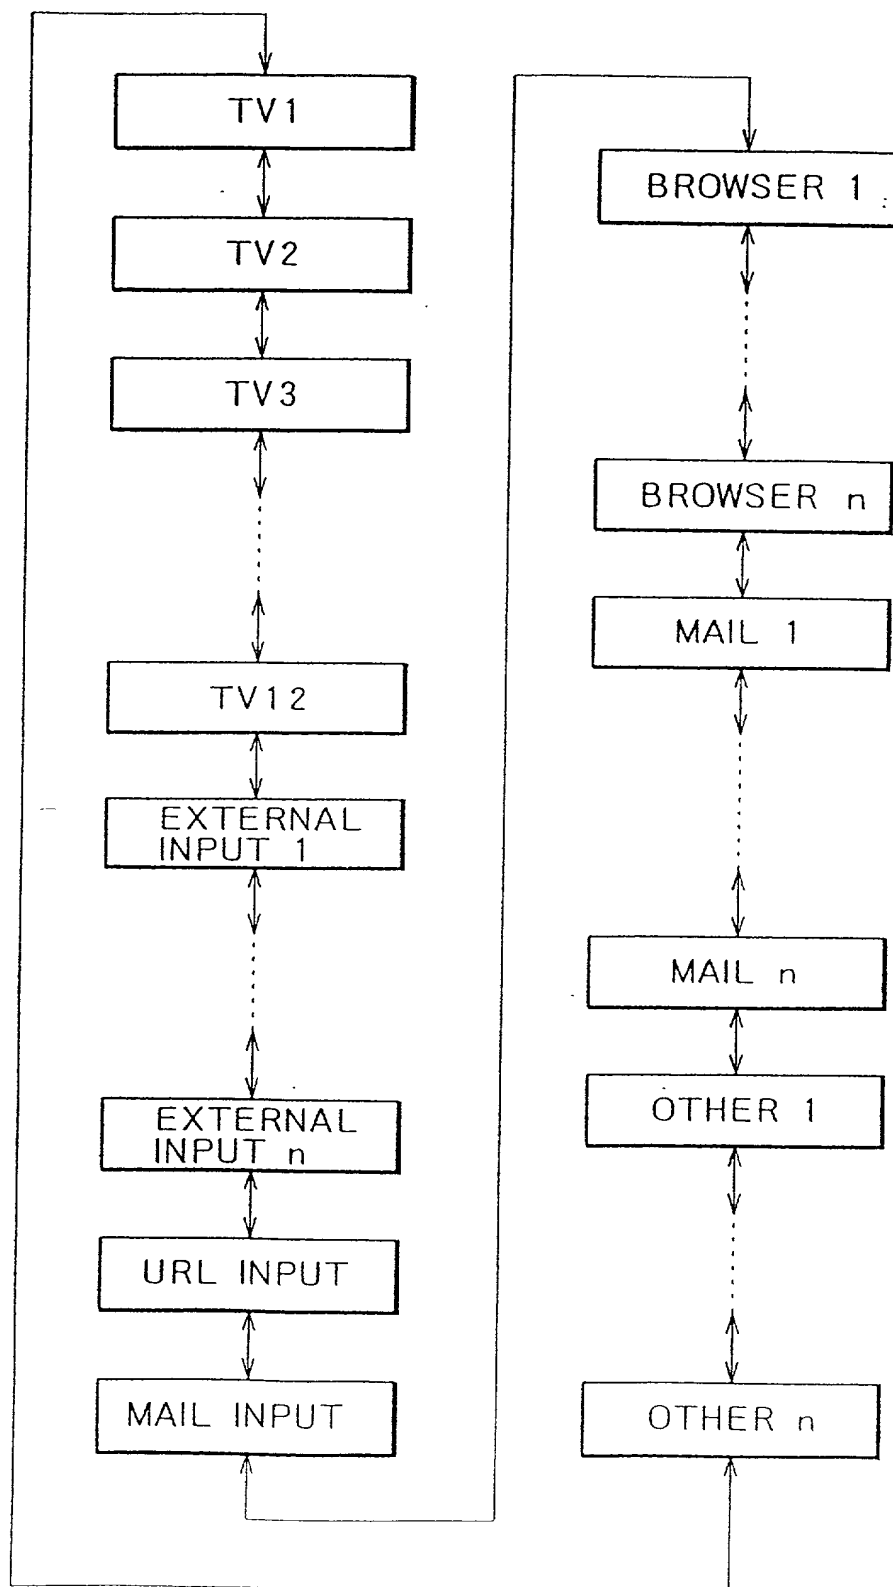 TV1
TV2
TV3
TV12
EXTERNAL
INPUT 1
EXTERNAL
INPUT n
URL INPUT
MAIL INPUT
BROWSER 1
BROWSER n
MAIL 1
MAIL n
OTHER 1
OTHER n